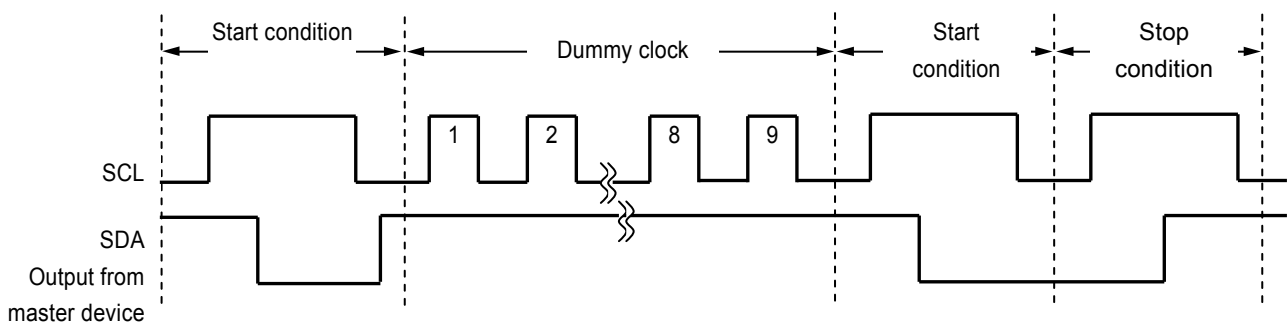 Start condition
Dummy clock
Start
condition
Stop
condition
1
2
8
9
SCL
SDA
Output from
master device